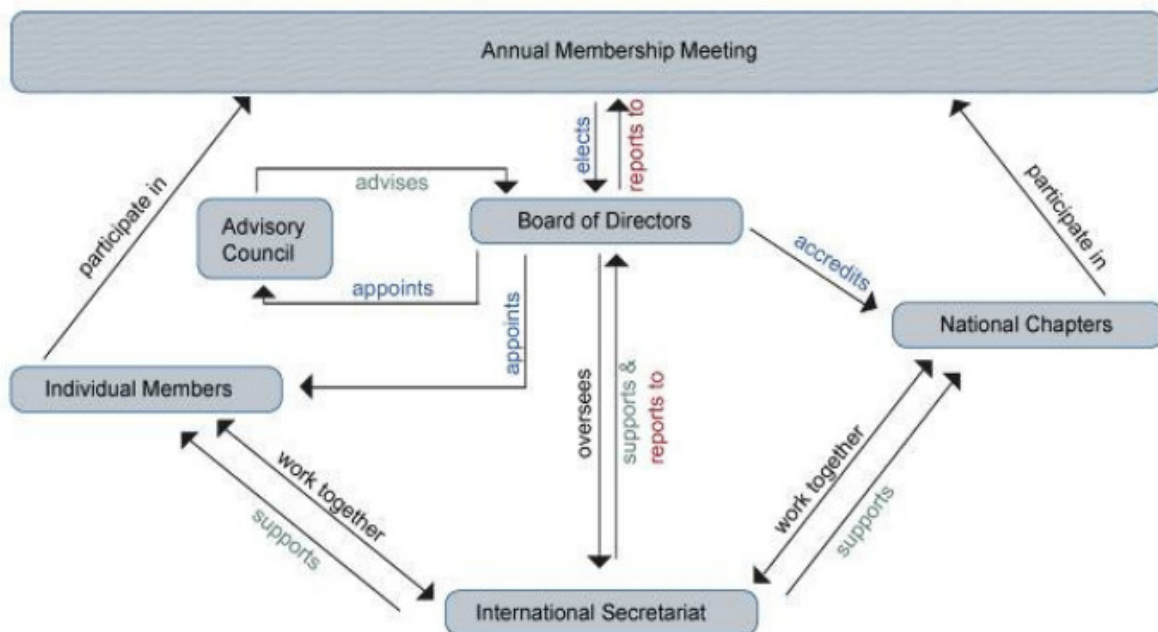 Annual Membership Meeting
participate in
elects
reports to
participate in
advises
Advisory
Council
Board of Directors
accredits
appoints
appoints
National Chapters
Individual Members
oversees
supports &
reports to
work together
supports
work together
supports
International Secretariat